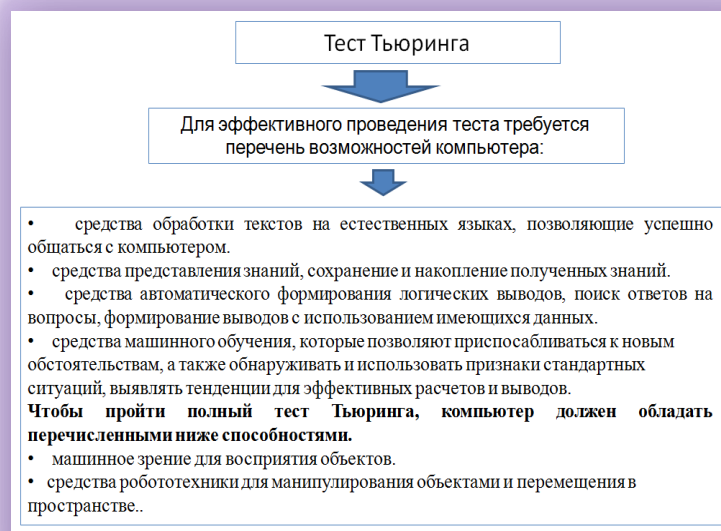 Тест Тьюринга
Для эффективного проведения теста требуется
перечень возможностей компьютера:
• средства обработки текстов на естественных языках, позволяющие успешно
общаться с компьютером.
• средства представления знаний, сохранение и накопление полученных знаний.
• средства автоматического формирования логических выводов, поиск ответов на
вопросы, формирование выводов с использованием имеющихся данных.
• средства машинного обучения, которые позволяют приспосабливаться к новым
обстоятельствам, а также обнаруживать и использовать признаки стандартных
ситуаций, выявлять тенденции для эффективных расчетов и выводов.
Чтобы пройти полный тест Тьюринга, компьютер должен обладать
перечисленными ниже способностями.
• машинное зрение для восприятия объектов.
• средства робототехники для манипулирования объектами и перемещения в
пространстве..